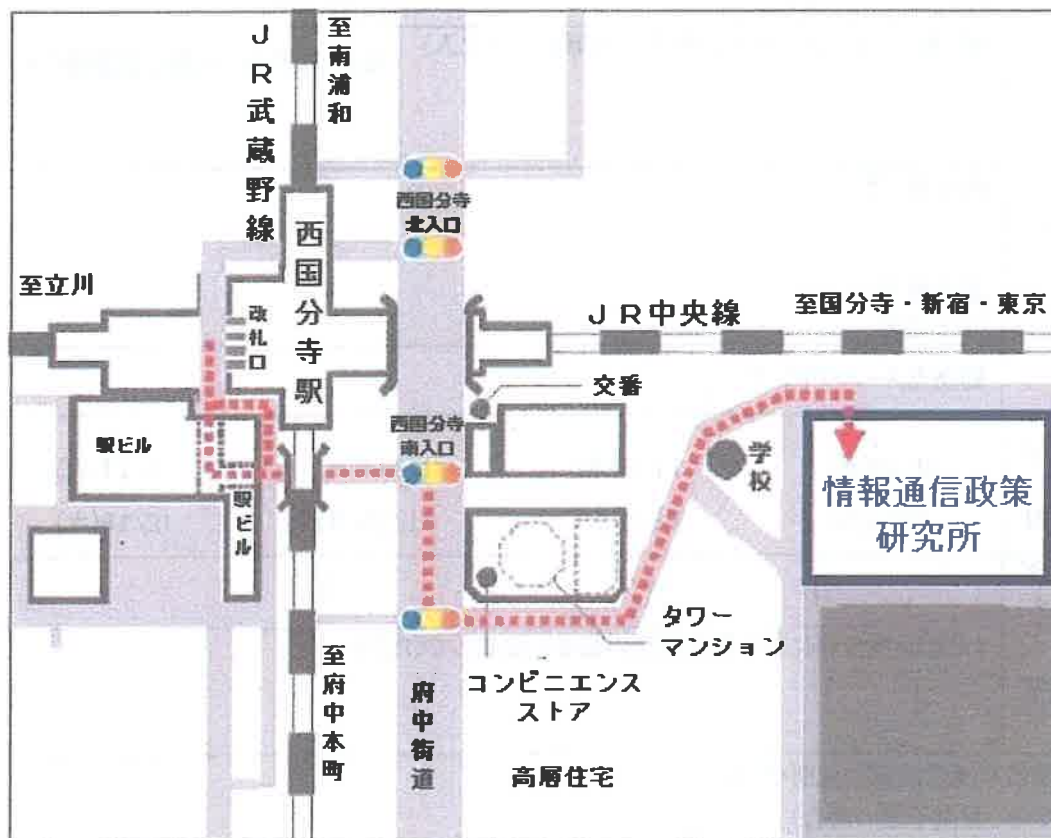 JR武蔵野線
至南浦和
西国分寺
北入口
至立川
改札口
西国分寺駅
JR中央線
至国分寺・新宿・東京
交番
西国分寺
南入口
駅ビル
駅ビル
学校
情報通信政策
研究所
タワー
マンション
コンビニエンス
ストア
至府中本町
府中街道
高層住宅